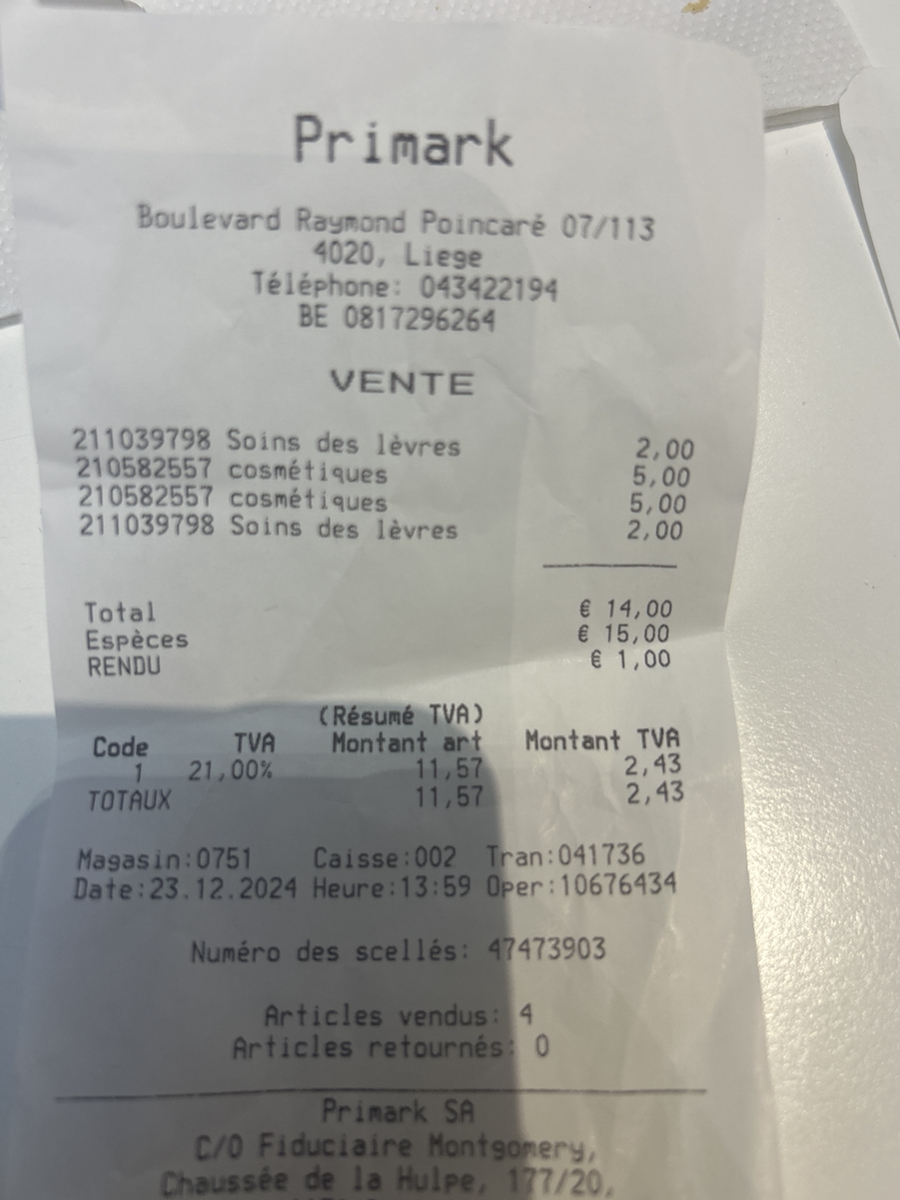 Primark
Boulevard Raymond Poincaré 07/113
4020, Liege
Téléphone: 043422194
BE 0817296264
VENTE
211039798 Soins des lèvres 2,00
210582557 cosmétiques 5,00
210582557 cosmétiques 5,00
211039798 Soins des lèvres 2,00
Total € 14,00
Espèces € 15,00
RENDU € 1,00
(Résumé TVA)
Code TVA Montant art Montant TVA
1 21,00% 11,57 2,43
TOTAUX 11,57 2,43
Magasin:0751 Caisse:002 Tran:041736
Date:23.12.2024 Heure:13:59 Oper:10676434
Numéro des scellés: 47473903
Articles vendus: 4
Articles retournés: 0
Primark SA
C/O Fiduciaire Montgomery,
Chaussée de la Hulpe, 177/20,